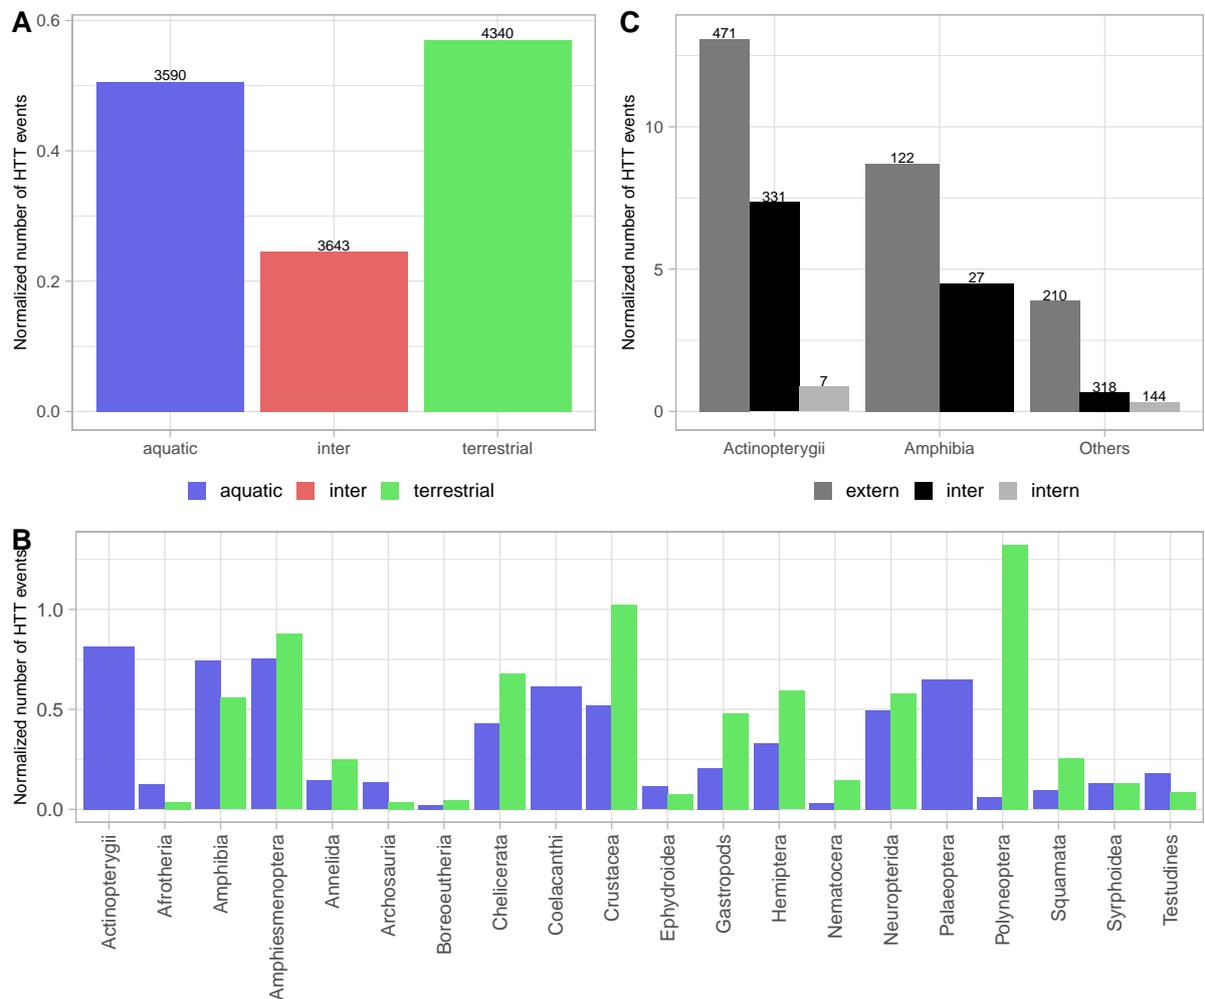 A
Normalized number of HTT events
0.6
0.4
0.2
0.0
3590
3643
4340
aquatic inter terrestrial
aquatic inter terrestrial
C
Normalized number of HTT events
10
5
0
471
331
7
122
27
210
318
144
Actinopterygii Amphibia Others
extern inter intern
B
Normalized number of HTT events
1.0
0.5
0.0
Actinopterygii
Afrotheria
Amphibia
Amphiesmenoptera
Annelida
Archosauria
Boreoeutheria
Chelicerata
Coelacanthi
Crustacea
Ephydroidea
Gastropods
Hemiptera
Nematocera
Neuropterida
Palaeoptera
Polyneoptera
Squamata
Syrphoidea
Testudines